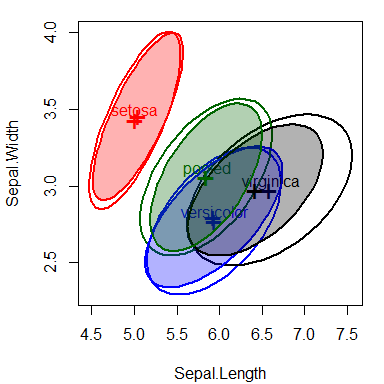 4.0
3.5
3.0
2.5
Sepal.Width
setosa
pooled
virginica
versicolor
4.5 5.0 5.5 6.0 6.5 7.0 7.5
Sepal.Length